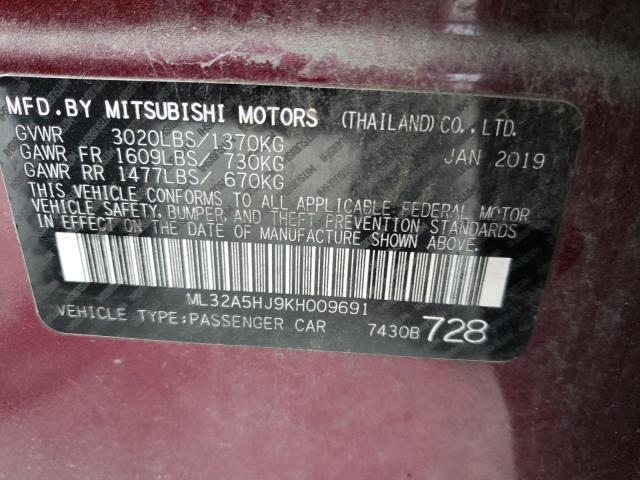 MFD.BY MITSUBISHI MOTORS (THAILAND)CO.,LTD.
GVWR 3020LBS/1370KG JAN 2019
GAWR FR 1609LBS/ 730KG
GAWR RR 1477LBS/ 670KG
THIS VEHICLE CONFORMS TO ALL APPLICABLE FEDERAL MOTOR
VEHICLE SAFETY, BUMPER, AND THEFT PREVENTION STANDARDS
IN EFFECT ON THE DATE OF MANUFACTURE SHOWN ABOVE.
ML32A5HJ9KH009691
VEHICLE TYPE:PASSENGER CAR 7430B 728